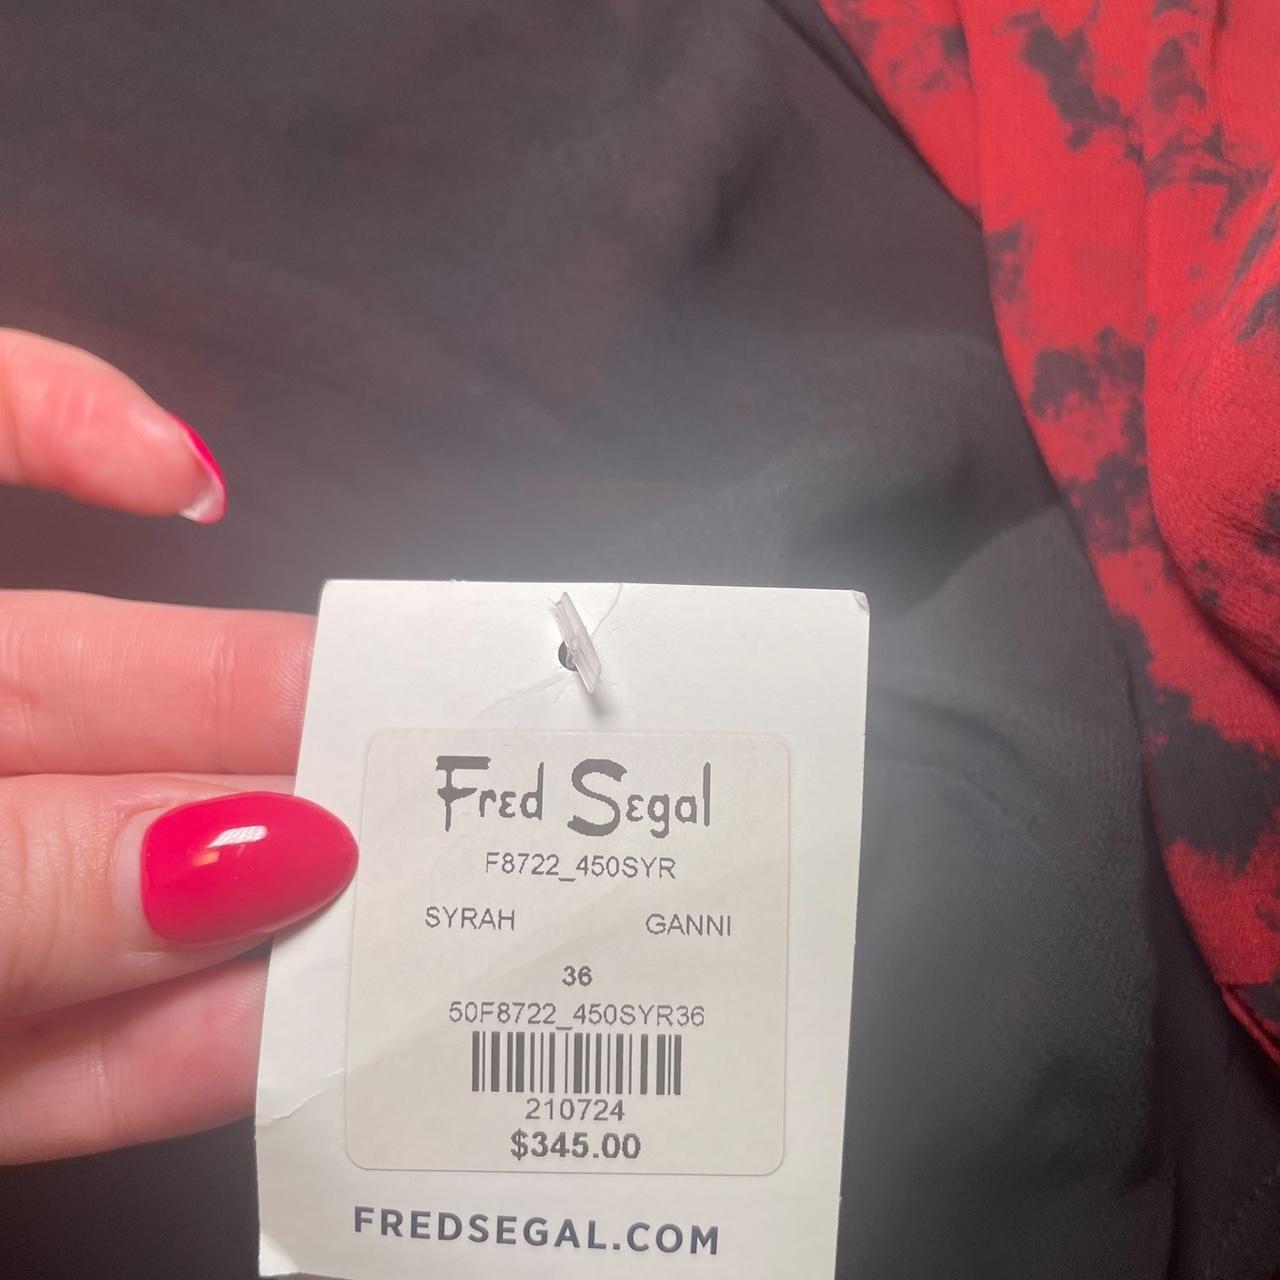 Fred Segal
F8722_450SYR
SYRAH GANNI
36
50F8722_450SYR36
210724
$345.00
FREDSEGAL.COM